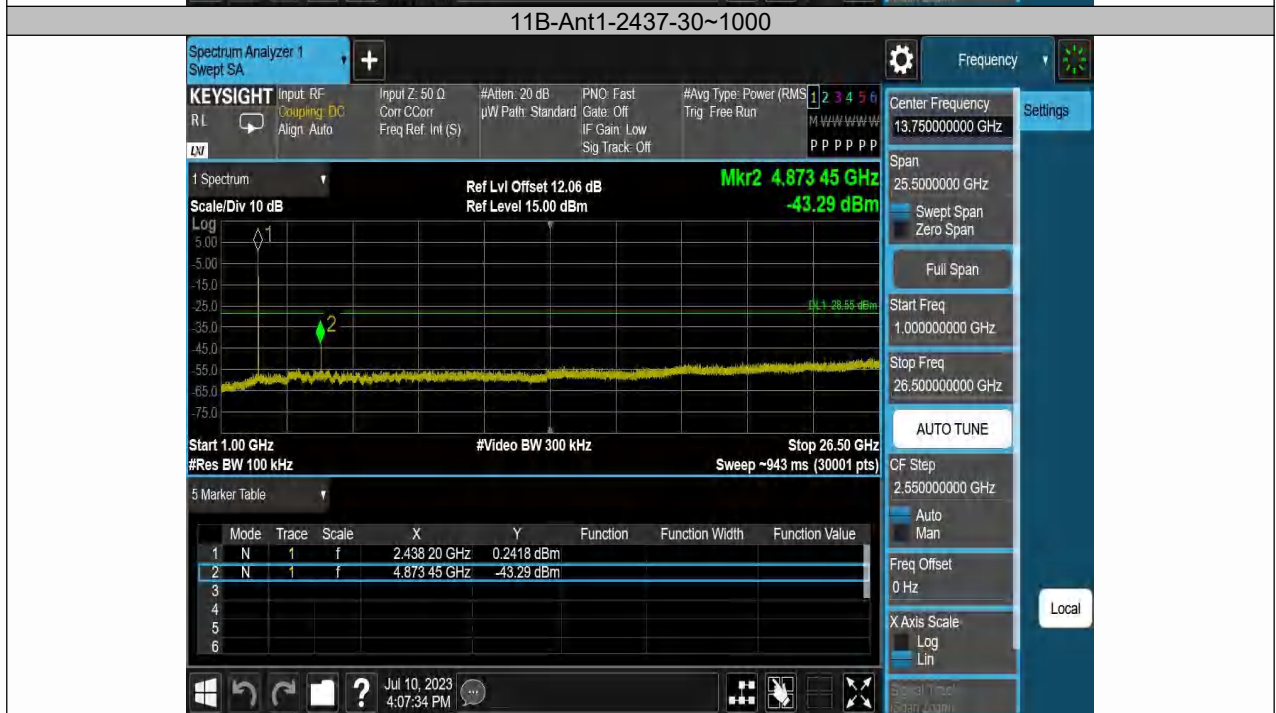 11B-Ant1-2437-30~1000
Spectrum Analyzer 1
Swept SA
+
Frequency
KEYSIGHT
RL
LXI
Input: RF
Coupling: DC
Align: Auto
Input Z: 50 Ω
Corr CCorr
Freq Ref: Int (S)
#Atten: 20 dB
µW Path: Standard
PNO: Fast
Gate: Off
IF Gain: Low
Sig Track: Off
#Avg Type: Power (RMS
Trig: Free Run
1 2 3 4 5 6
M W W W W W
P P P P P P
Center Frequency
13.750000000 GHz
Settings
Span
25.5000000 GHz
Swept Span
Zero Span
Full Span
Start Freq
1.000000000 GHz
Stop Freq
26.500000000 GHz
AUTO TUNE
CF Step
2.550000000 GHz
Auto
Man
Freq Offset
0 Hz
X Axis Scale
Log
Lin
Local
1 Spectrum
Scale/Div 10 dB
Ref Lvl Offset 12.06 dB
Ref Level 15.00 dBm
Mkr2 4.873 45 GHz
-43.29 dBm
Log
5.00
-5.00
-15.0
-25.0
-35.0
-45.0
-55.0
-65.0
-75.0
1
2
DL1 -28.55 dBm
Start 1.00 GHz
#Res BW 100 kHz
#Video BW 300 kHz
Stop 26.50 GHz
Sweep ~943 ms (30001 pts)
5 Marker Table
Mode Trace Scale X Y Function Function Width Function Value
1 N 1 f 2.438 20 GHz 0.2418 dBm
2 N 1 f 4.873 45 GHz -43.29 dBm
3
4
5
6
?
Jul 10, 2023
4:07:34 PM